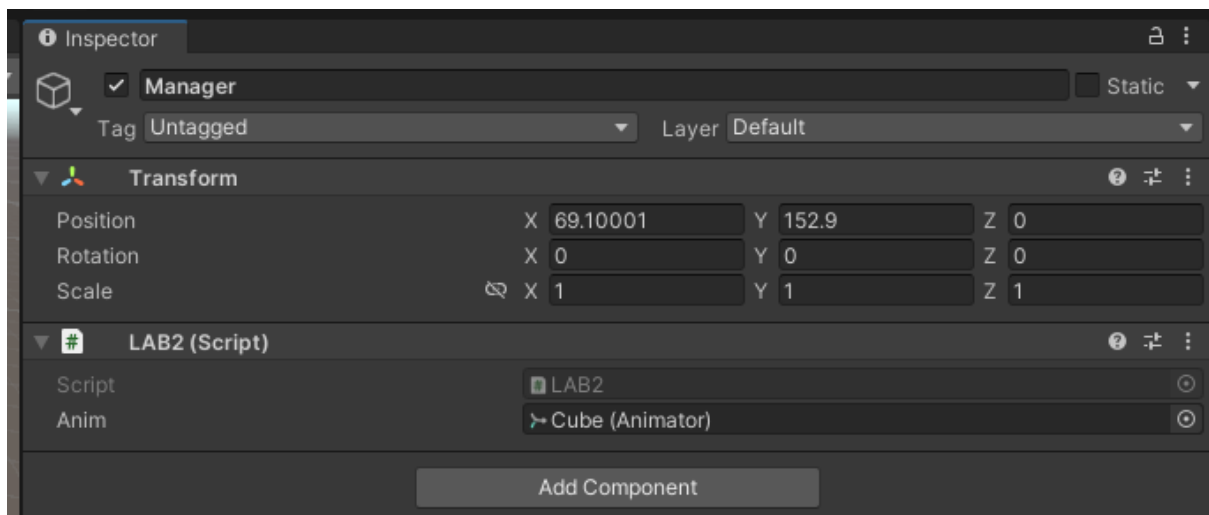 Inspector
Manager Static
Tag Untagged Layer Default
Transform
Position X 69.10001 Y 152.9 Z 0
Rotation X 0 Y 0 Z 0
Scale X 1 Y 1 Z 1
# LAB2 (Script)
Script LAB2
Anim Cube (Animator)
Add Component